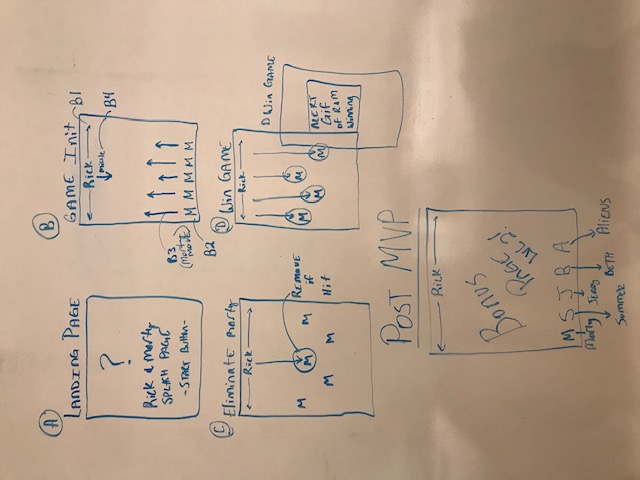 A
LANDING PAGE
?
Rick & Morty
SPLASH PAGE
-START Button-
B
GAME Init
B1
Rick
missle
B4
B3
(Morty
MOVE)
M M M M M
B2
C
Eliminate Morty
Rick
M M M
M M
REMOVE
if
Hit
D
Win GAME
Rick
M M M M
D Win GAME
ALERT
Gif
OF R&M
Winning
POST MVP
Rick
BONUS
PAGE
LVL 2!
M S J B A
Morty
Summer
JERRY
BETH
Aliens